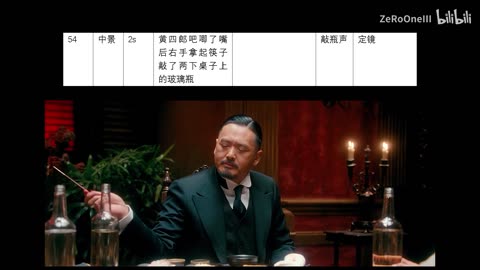 ZeRoOneIII bilibili
54 中景 2s 黄四郎吧唧了嘴 敲瓶声 定镜
后右手拿起筷子
敲了两下桌子上
的玻璃瓶